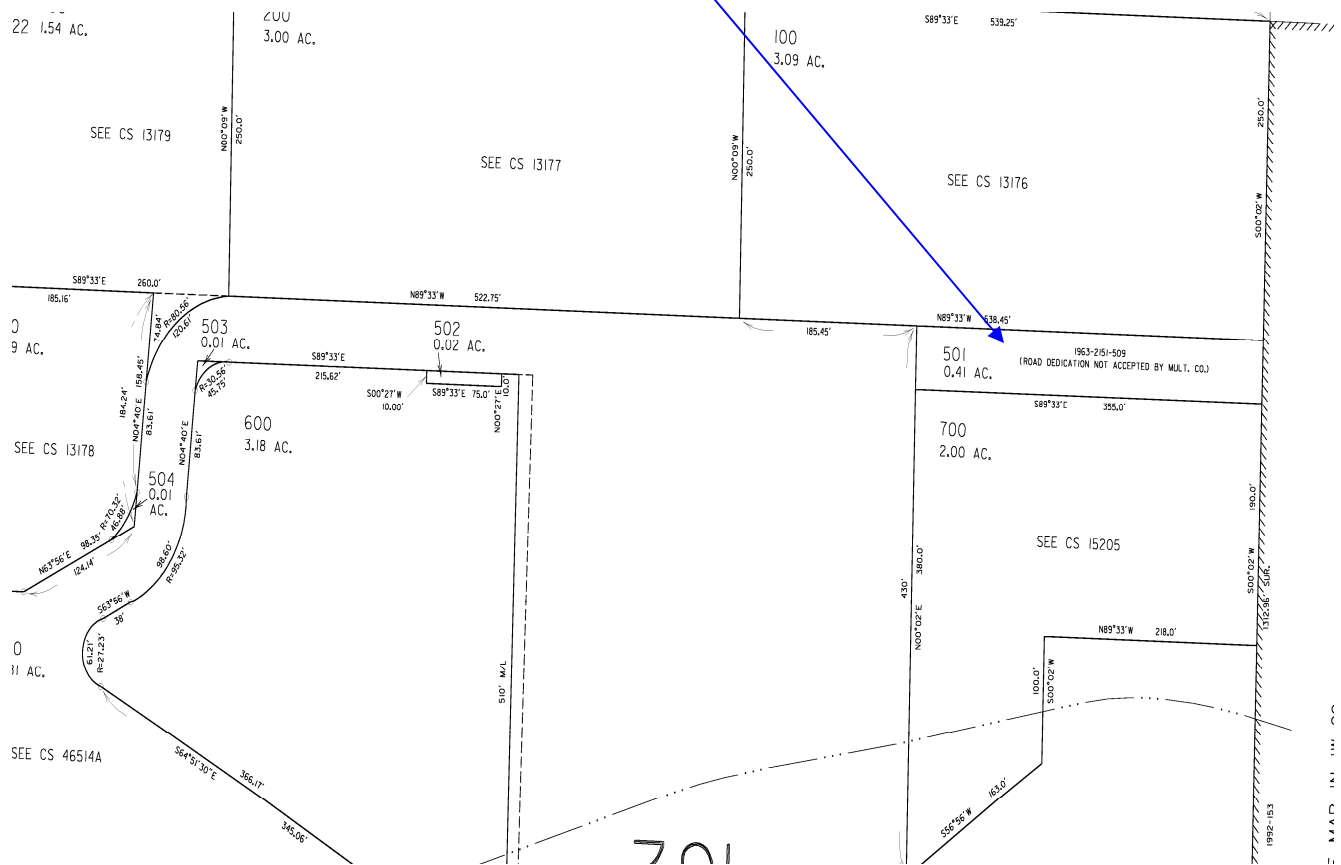 22 1.54 AC.
200
3.00 AC.
100
3.09 AC.
S89°33'E 539.25'
N00°09'W
250.0'
N00°09'W
250.0'
250.0'
S00°02'W
SEE CS 13179
SEE CS 13177
SEE CS 13176
S89°33'E 260.0'
185.16'
N89°33'W 522.75'
185.45'
N89°33'W 538.45'
R=80.56'
120.61'
74.84'
158.45'
184.24'
N04°40'E
83.61'
9 AC.
503
0.01 AC.
502
0.02 AC.
R=30.56'
45.75'
S89°33'E
215.62'
S00°27'W
10.00'
S89°33'E 75.0'
10.0'
N00°27'E
501
0.41 AC.
1963-2151-509
(ROAD DEDICATION NOT ACCEPTED BY MULT. CO.)
S89°33'E 355.0'
600
3.18 AC.
N04°40'E
83.61'
700
2.00 AC.
SEE CS 13178
504
0.01
AC.
R=70.32'
46.88'
N63°56'E 98.35'
124.14'
98.60'
R=95.32'
S63°56'W
38'
61.21'
R=27.23'
31 AC.
SEE CS 46514A
S64°51'30"E 366.17'
345.06'
510' M/L
430'
380.0'
N00°02'E
SEE CS 15205
190.0'
S00°02'W
1312.96' SUR.
N89°33'W 218.0'
100.0'
S00°02'W
S56°56'W 163.0'
1992-153